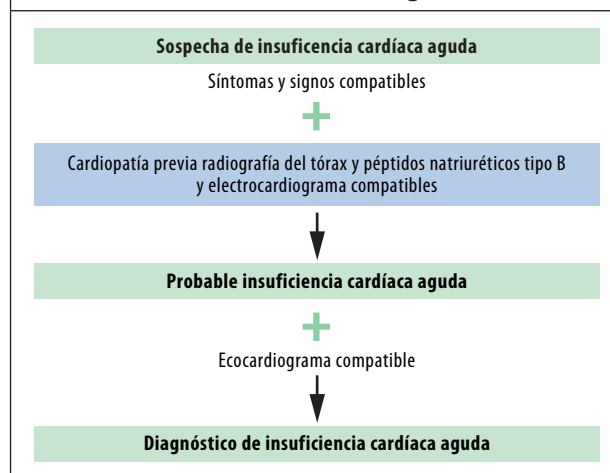 Sospecha de insuficencia cardíaca aguda
Síntomas y signos compatibles
+
Cardiopatía previa radiografía del tórax y péptidos natriuréticos tipo B
y electrocardiograma compatibles
Probable insuficiencia cardíaca aguda
+
Ecocardiograma compatible
Diagnóstico de insuficiencia cardíaca aguda